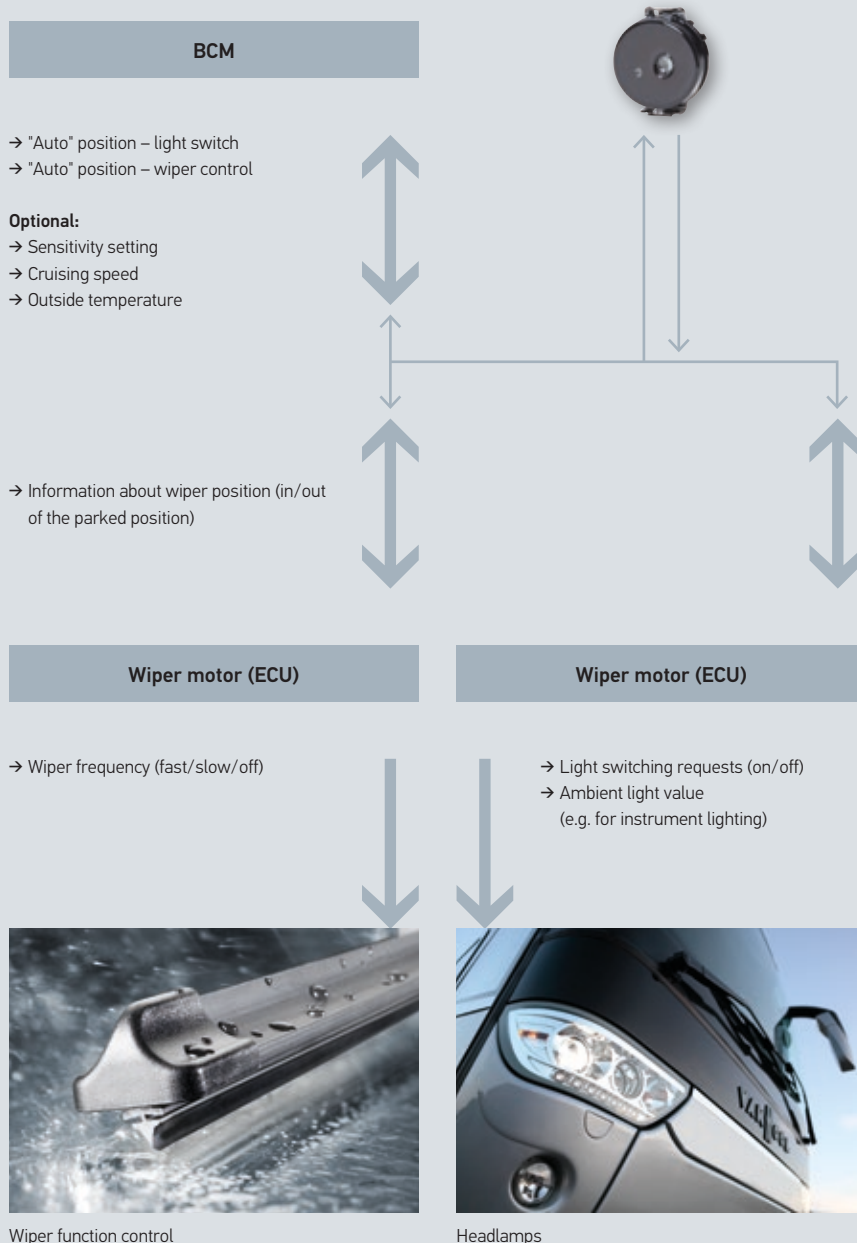 BCM
→ "Auto" position – light switch
→ "Auto" position – wiper control
Optional:
→ Sensitivity setting
→ Cruising speed
→ Outside temperature
→ Information about wiper position (in/out
of the parked position)
Wiper motor (ECU)
Wiper motor (ECU)
→ Wiper frequency (fast/slow/off)
→ Light switching requests (on/off)
→ Ambient light value
(e.g. for instrument lighting)
Wiper function control
Headlamps